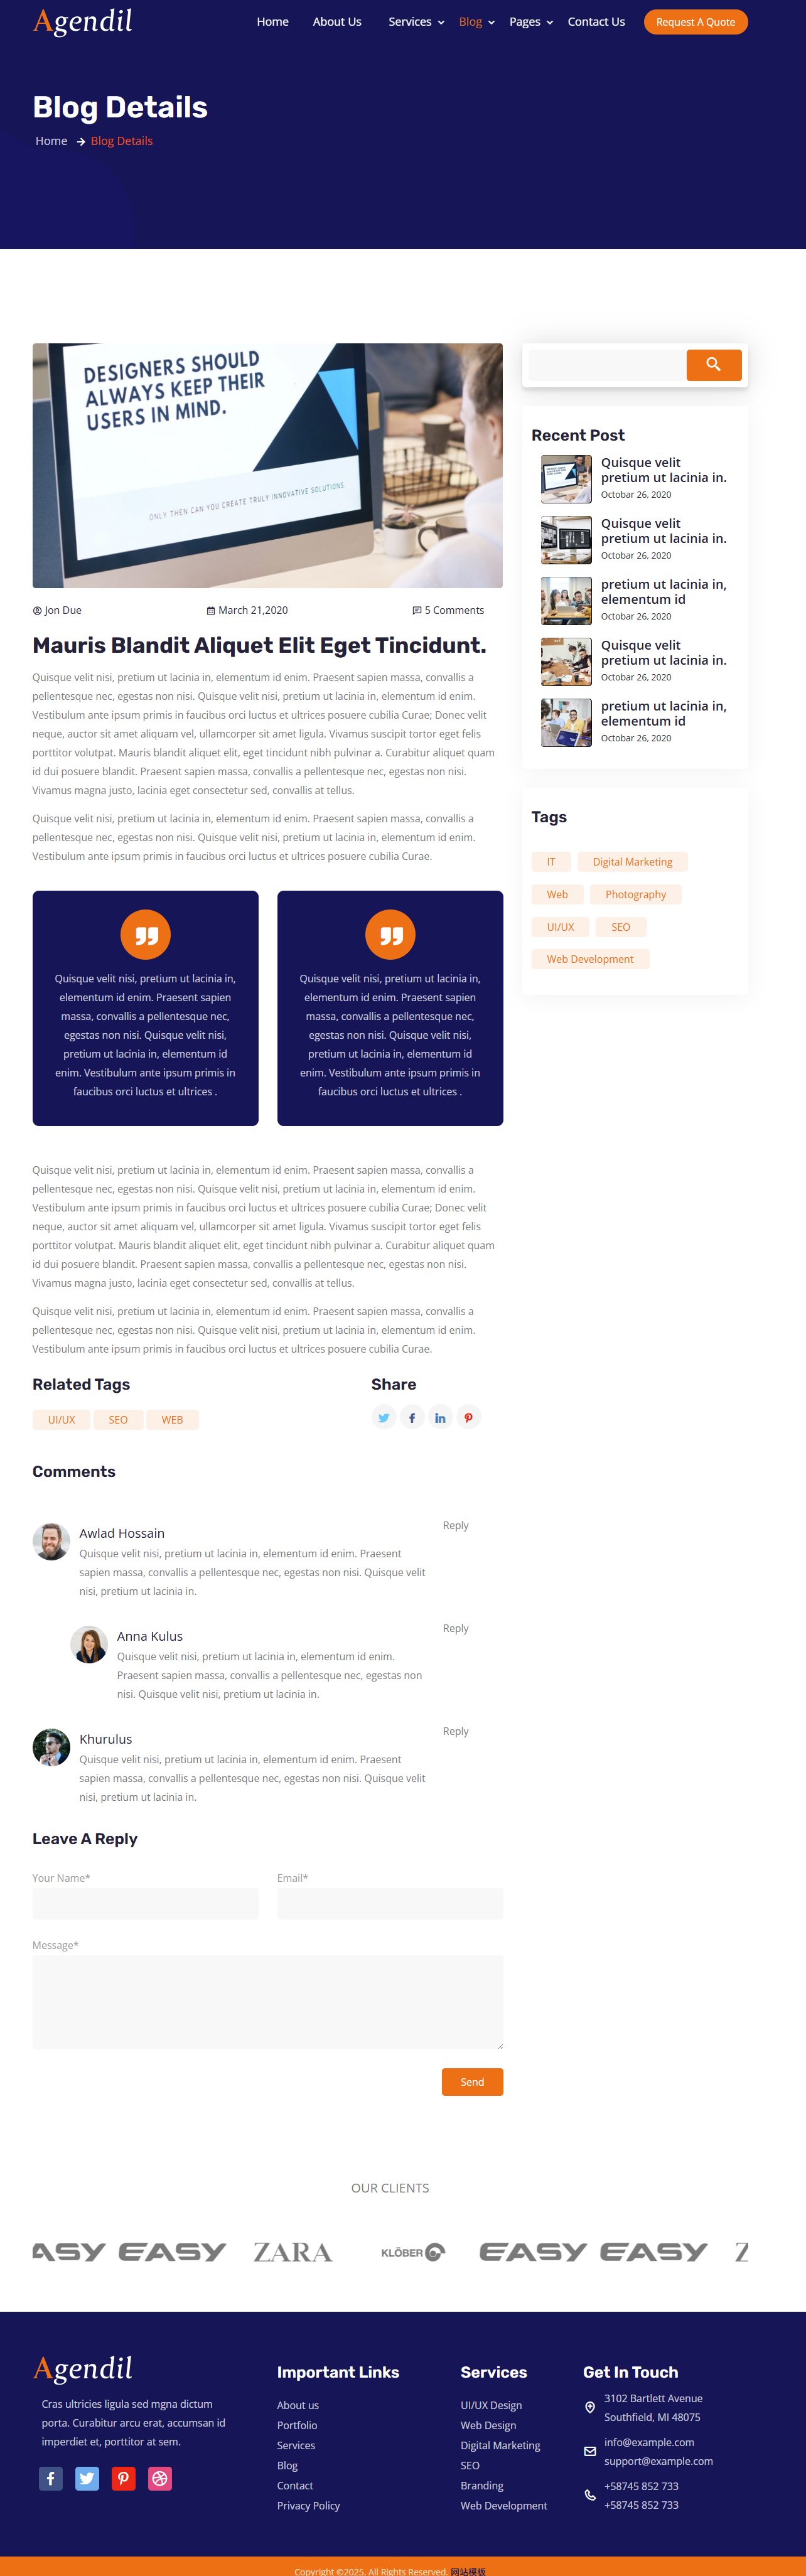 Agendil
Home About Us Services Blog Pages Contact Us Request A Quote
Blog Details
Home Blog Details
DESIGNERS SHOULD
ALWAYS KEEP THEIR
USERS IN MIND.
ONLY THEN CAN YOU CREATE TRULY INNOVATIVE SOLUTIONS.
Jon Due March 21,2020 5 Comments
Mauris Blandit Aliquet Elit Eget Tincidunt.
Quisque velit nisi, pretium ut lacinia in, elementum id enim. Praesent sapien massa, convallis a
pellentesque nec, egestas non nisi. Quisque velit nisi, pretium ut lacinia in, elementum id enim.
Vestibulum ante ipsum primis in faucibus orci luctus et ultrices posuere cubilia Curae; Donec velit
neque, auctor sit amet aliquam vel, ullamcorper sit amet ligula. Vivamus suscipit tortor eget felis
porttitor volutpat. Mauris blandit aliquet elit, eget tincidunt nibh pulvinar a. Curabitur aliquet quam
id dui posuere blandit. Praesent sapien massa, convallis a pellentesque nec, egestas non nisi.
Vivamus magna justo, lacinia eget consectetur sed, convallis at tellus.
Quisque velit nisi, pretium ut lacinia in, elementum id enim. Praesent sapien massa, convallis a
pellentesque nec, egestas non nisi. Quisque velit nisi, pretium ut lacinia in, elementum id enim.
Vestibulum ante ipsum primis in faucibus orci luctus et ultrices posuere cubilia Curae.
Quisque velit nisi, pretium ut lacinia in,
elementum id enim. Praesent sapien
massa, convallis a pellentesque nec,
egestas non nisi. Quisque velit nisi,
pretium ut lacinia in, elementum id
enim. Vestibulum ante ipsum primis in
faucibus orci luctus et ultrices .
Quisque velit nisi, pretium ut lacinia in,
elementum id enim. Praesent sapien
massa, convallis a pellentesque nec,
egestas non nisi. Quisque velit nisi,
pretium ut lacinia in, elementum id
enim. Vestibulum ante ipsum primis in
faucibus orci luctus et ultrices .
Quisque velit nisi, pretium ut lacinia in, elementum id enim. Praesent sapien massa, convallis a
pellentesque nec, egestas non nisi. Quisque velit nisi, pretium ut lacinia in, elementum id enim.
Vestibulum ante ipsum primis in faucibus orci luctus et ultrices posuere cubilia Curae; Donec velit
neque, auctor sit amet aliquam vel, ullamcorper sit amet ligula. Vivamus suscipit tortor eget felis
porttitor volutpat. Mauris blandit aliquet elit, eget tincidunt nibh pulvinar a. Curabitur aliquet quam
id dui posuere blandit. Praesent sapien massa, convallis a pellentesque nec, egestas non nisi.
Vivamus magna justo, lacinia eget consectetur sed, convallis at tellus.
Quisque velit nisi, pretium ut lacinia in, elementum id enim. Praesent sapien massa, convallis a
pellentesque nec, egestas non nisi. Quisque velit nisi, pretium ut lacinia in, elementum id enim.
Vestibulum ante ipsum primis in faucibus orci luctus et ultrices posuere cubilia Curae.
Related Tags
UI/UX SEO WEB
Share
Comments
Awlad Hossain
Reply
Quisque velit nisi, pretium ut lacinia in, elementum id enim. Praesent
sapien massa, convallis a pellentesque nec, egestas non nisi. Quisque velit
nisi, pretium ut lacinia in.
Anna Kulus
Reply
Quisque velit nisi, pretium ut lacinia in, elementum id enim.
Praesent sapien massa, convallis a pellentesque nec, egestas non
nisi. Quisque velit nisi, pretium ut lacinia in.
Khurulus
Reply
Quisque velit nisi, pretium ut lacinia in, elementum id enim. Praesent
sapien massa, convallis a pellentesque nec, egestas non nisi. Quisque velit
nisi, pretium ut lacinia in.
Leave A Reply
Your Name* Email*
Message*
Send
Recent Post
Quisque velit
pretium ut lacinia in.
Octobar 26, 2020
Quisque velit
pretium ut lacinia in.
Octobar 26, 2020
pretium ut lacinia in,
elementum id
Octobar 26, 2020
Quisque velit
pretium ut lacinia in.
Octobar 26, 2020
pretium ut lacinia in,
elementum id
Octobar 26, 2020
Tags
IT Digital Marketing
Web Photography
UI/UX SEO
Web Development
OUR CLIENTS
ASY EASY ZARA KLÖBER EASY EASY Z
Agendil
Cras ultricies ligula sed mgna dictum
porta. Curabitur arcu erat, accumsan id
imperdiet et, porttitor at sem.
Important Links
About us
Portfolio
Services
Blog
Contact
Privacy Policy
Services
UI/UX Design
Web Design
Digital Marketing
SEO
Branding
Web Development
Get In Touch
3102 Bartlett Avenue
Southfield, MI 48075
info@example.com
support@example.com
+58745 852 733
+58745 852 733
Copyright ©2025. All Rights Reserved. 网站模板